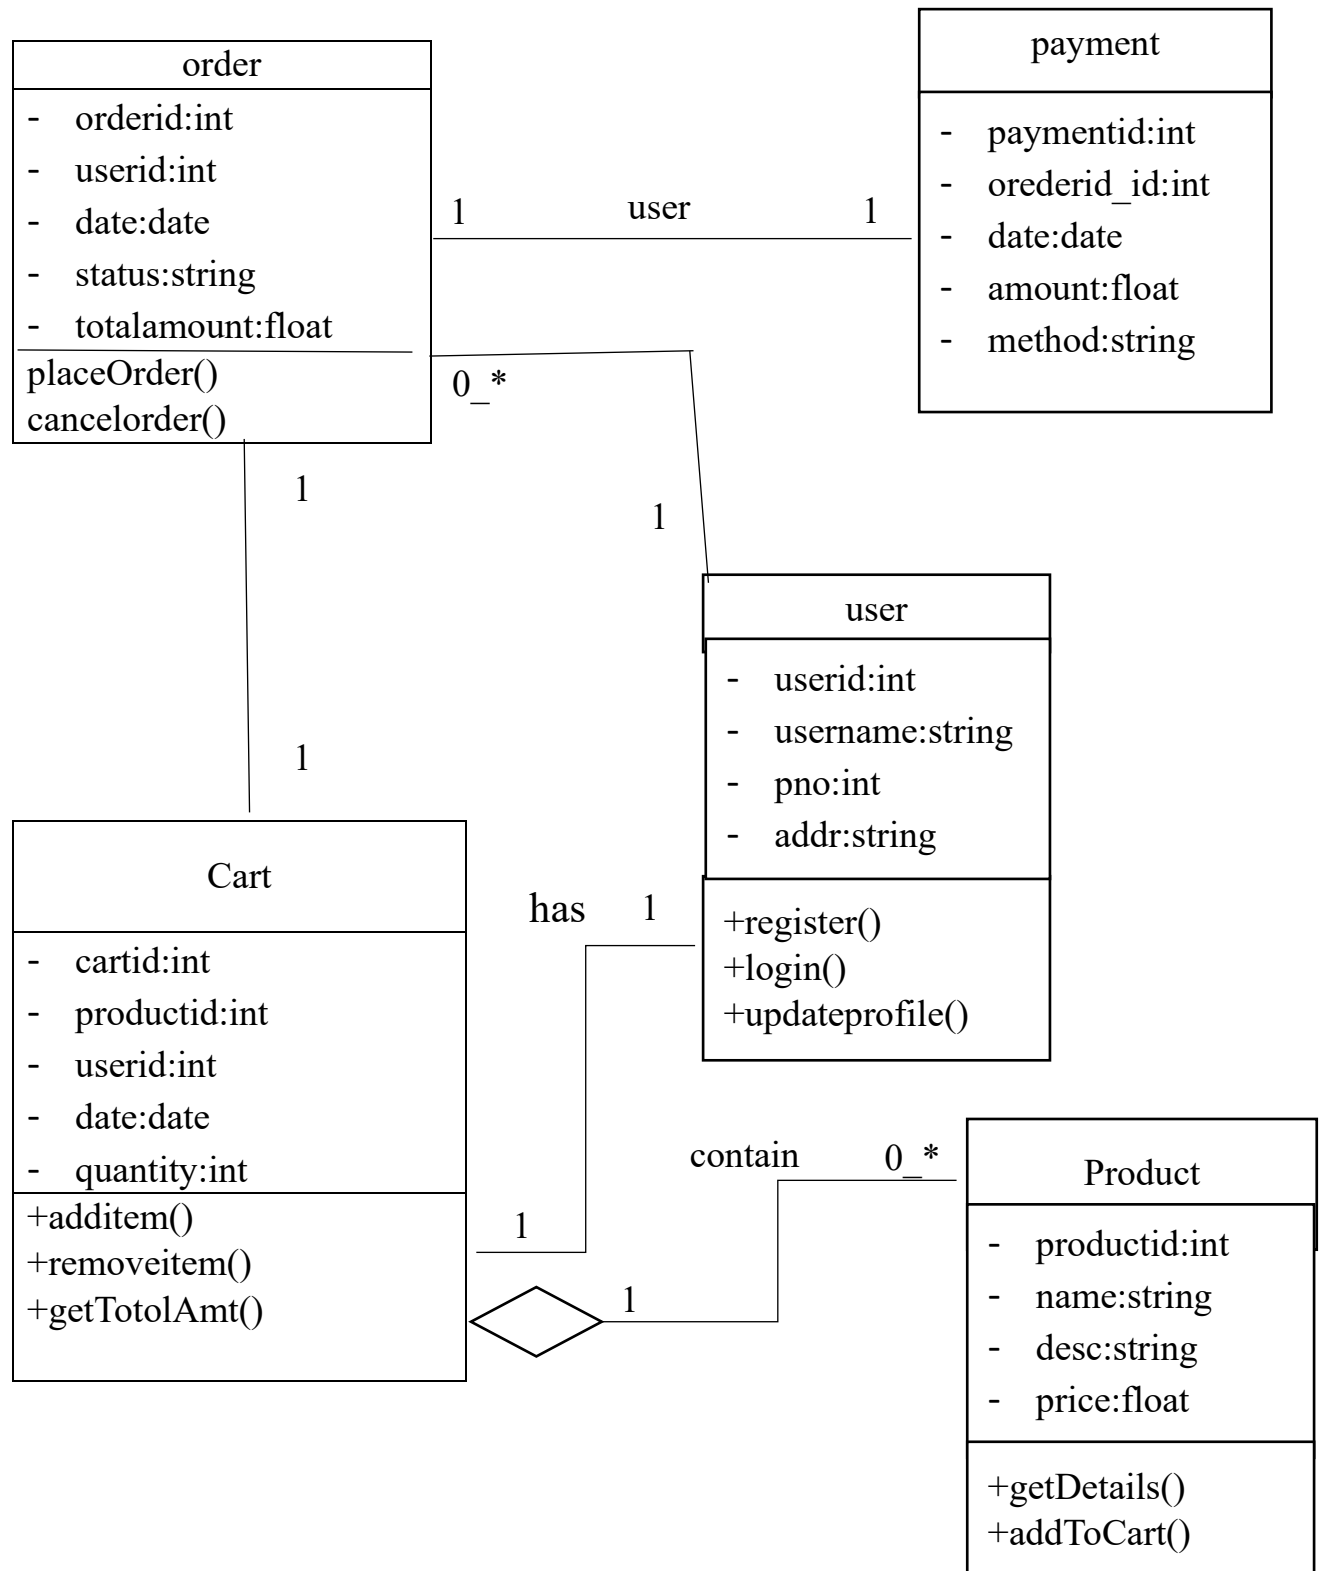 order
- orderid:int
- userid:int
- date:date
- status:string
- totalamount:float
placeOrder()
cancelorder()
payment
- paymentid:int
- orederid_id:int
- date:date
- amount:float
- method:string
1 user 1
0_*
1
1
1
user
- userid:int
- username:string
- pno:int
- addr:string
+register()
+login()
+updateprofile()
Cart
- cartid:int
- productid:int
- userid:int
- date:date
- quantity:int
+additem()
+removeitem()
+getTotolAmt()
has 1
1
contain 0_*
1
Product
- productid:int
- name:string
- desc:string
- price:float
+getDetails()
+addToCart()